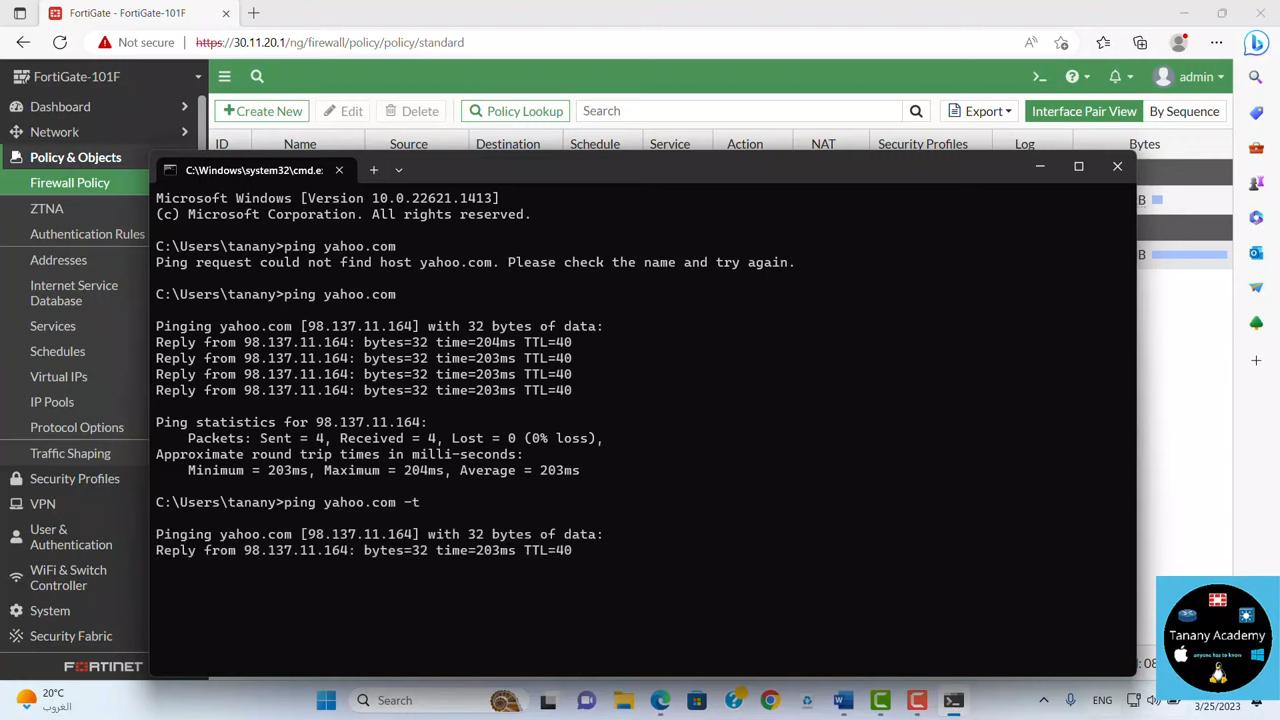 FortiGate - FortiGate-101F
Not secure
https://30.11.20.1/ng/firewall/policy/policy/standard
FortiGate-101F
admin
Dashboard
Network
Policy & Objects
Firewall Policy
ZTNA
Authentication Rules
Addresses
Internet Service
Database
Services
Schedules
Virtual IPs
IP Pools
Protocol Options
Traffic Shaping
Security Profiles
VPN
User &
Authentication
WiFi & Switch
Controller
System
Security Fabric
FORTINET
+Create New Edit Delete Policy Lookup Search Export Interface Pair View By Sequence
ID Name Source Destination Schedule Service Action NAT Security Profiles Log Bytes
B
B
C:\Windows\system32\cmd.e
Microsoft Windows [Version 10.0.22621.1413]
(c) Microsoft Corporation. All rights reserved.
C:\Users\tanany>ping yahoo.com
Ping request could not find host yahoo.com. Please check the name and try again.
C:\Users\tanany>ping yahoo.com
Pinging yahoo.com [98.137.11.164] with 32 bytes of data:
Reply from 98.137.11.164: bytes=32 time=204ms TTL=40
Reply from 98.137.11.164: bytes=32 time=203ms TTL=40
Reply from 98.137.11.164: bytes=32 time=203ms TTL=40
Reply from 98.137.11.164: bytes=32 time=203ms TTL=40
Ping statistics for 98.137.11.164:
Packets: Sent = 4, Received = 4, Lost = 0 (0% loss),
Approximate round trip times in milli-seconds:
Minimum = 203ms, Maximum = 204ms, Average = 203ms
C:\Users\tanany>ping yahoo.com -t
Pinging yahoo.com [98.137.11.164] with 32 bytes of data:
Reply from 98.137.11.164: bytes=32 time=203ms TTL=40
Tanany Academy
anyone has to know
20°C
الغروب
Search
ENG
3/25/2023